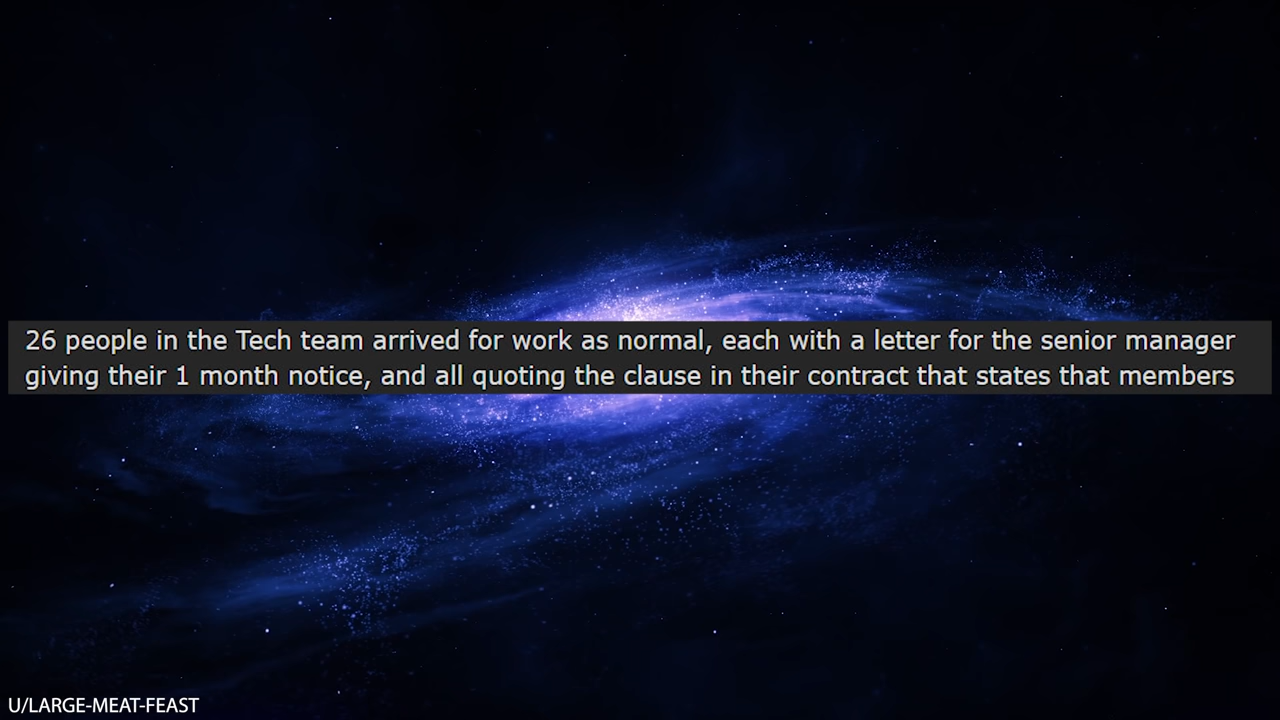 26 people in the Tech team arrived for work as normal, each with a letter for the senior manager
giving their 1 month notice, and all quoting the clause in their contract that states that members
U/LARGE-MEAT-FEAST